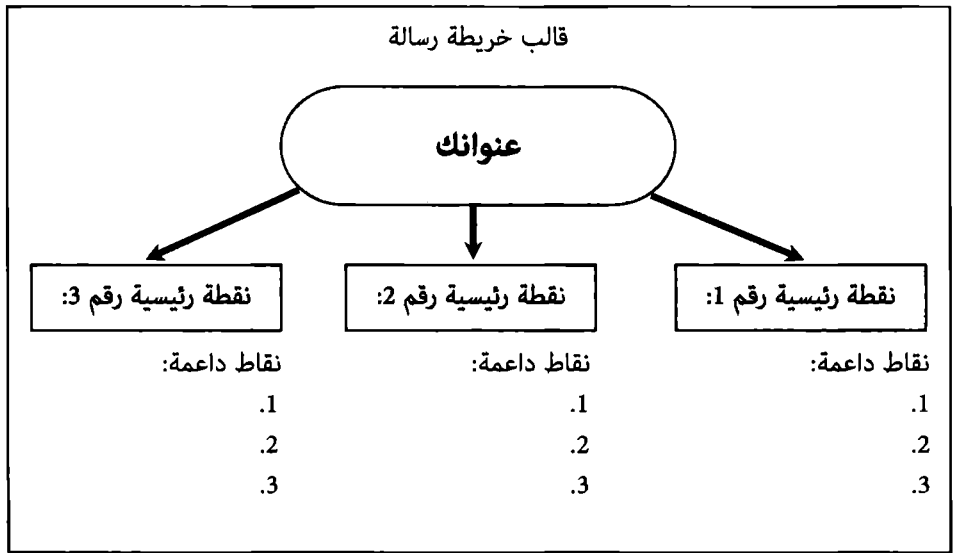 قالب خريطة رسالة
عنوانك
نقطة رئيسية رقم 1:
نقطة رئيسية رقم 2:
نقطة رئيسية رقم 3:
نقاط داعمة:
1.
2.
3.
نقاط داعمة:
1.
2.
3.
نقاط داعمة:
1.
2.
3.